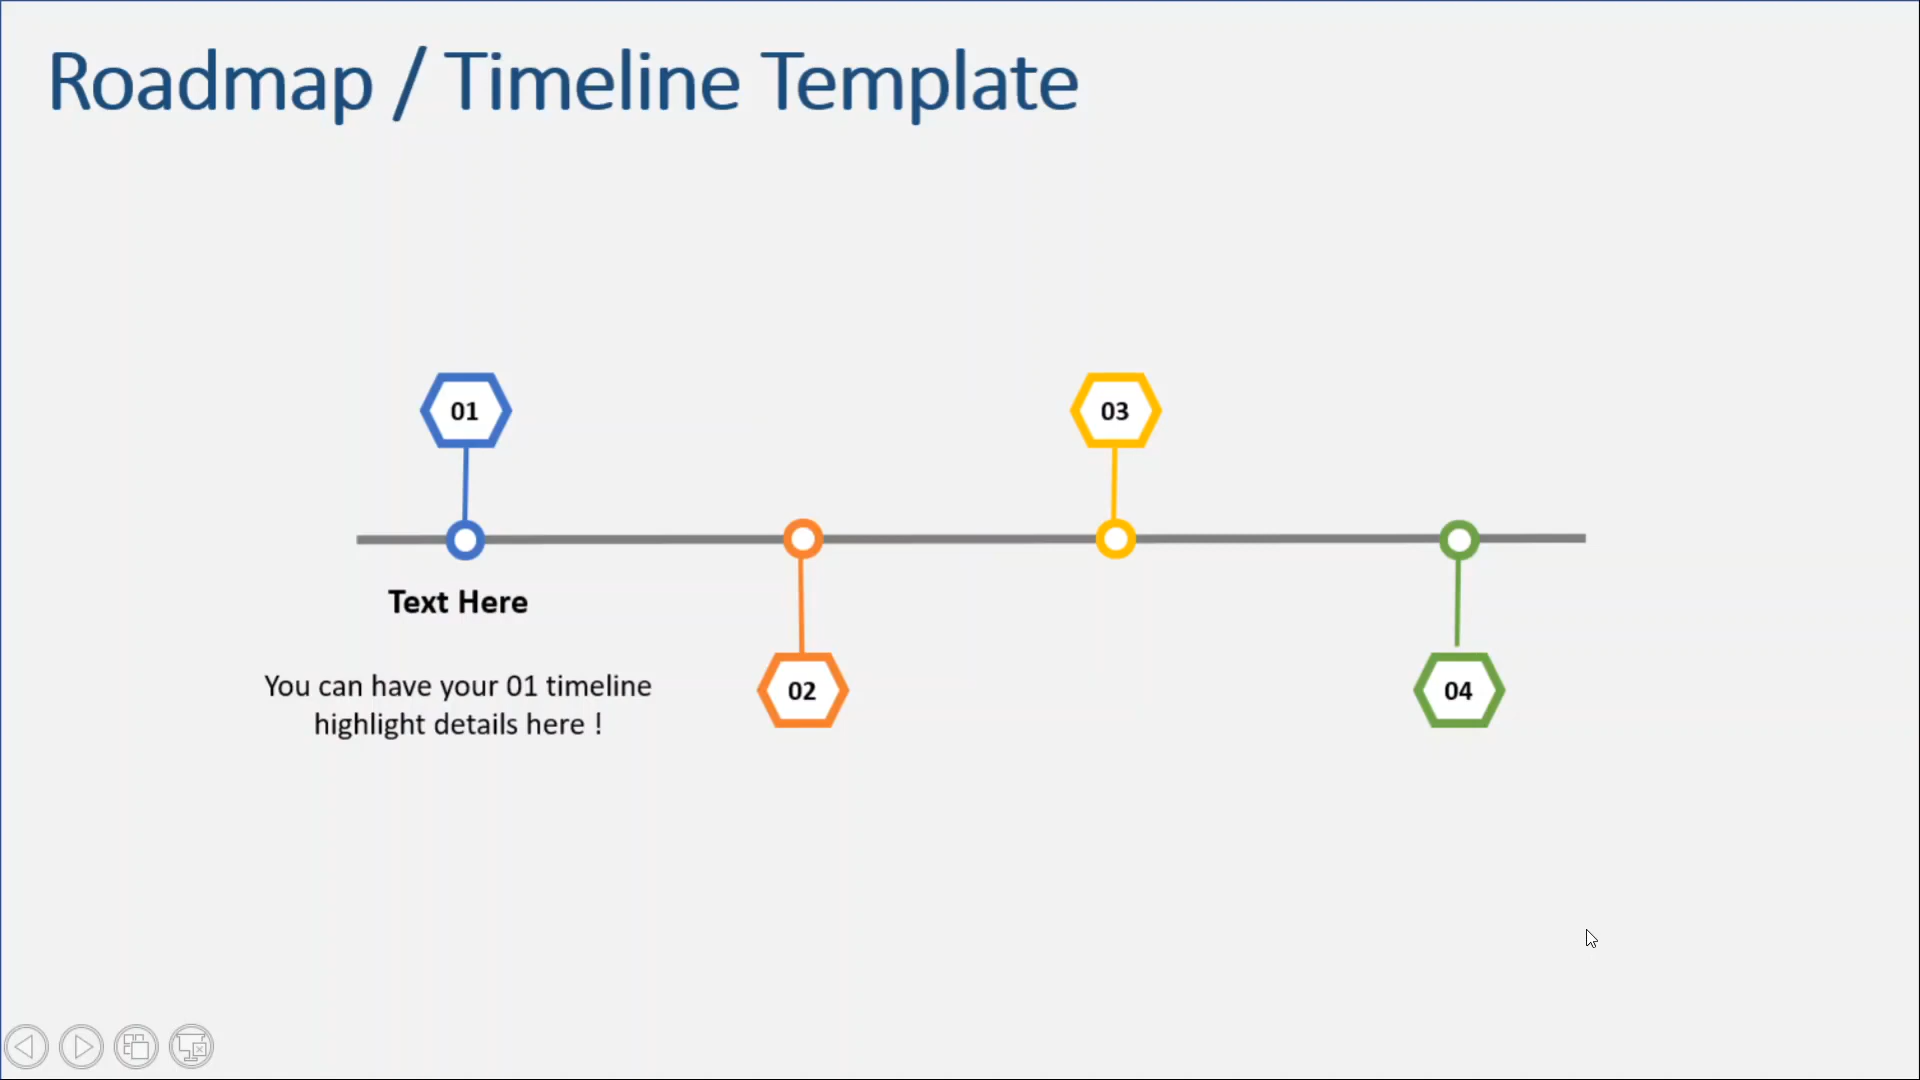 Roadmap / Timeline Template
01
03
Text Here
You can have your 01 timeline
highlight details here !
02
04